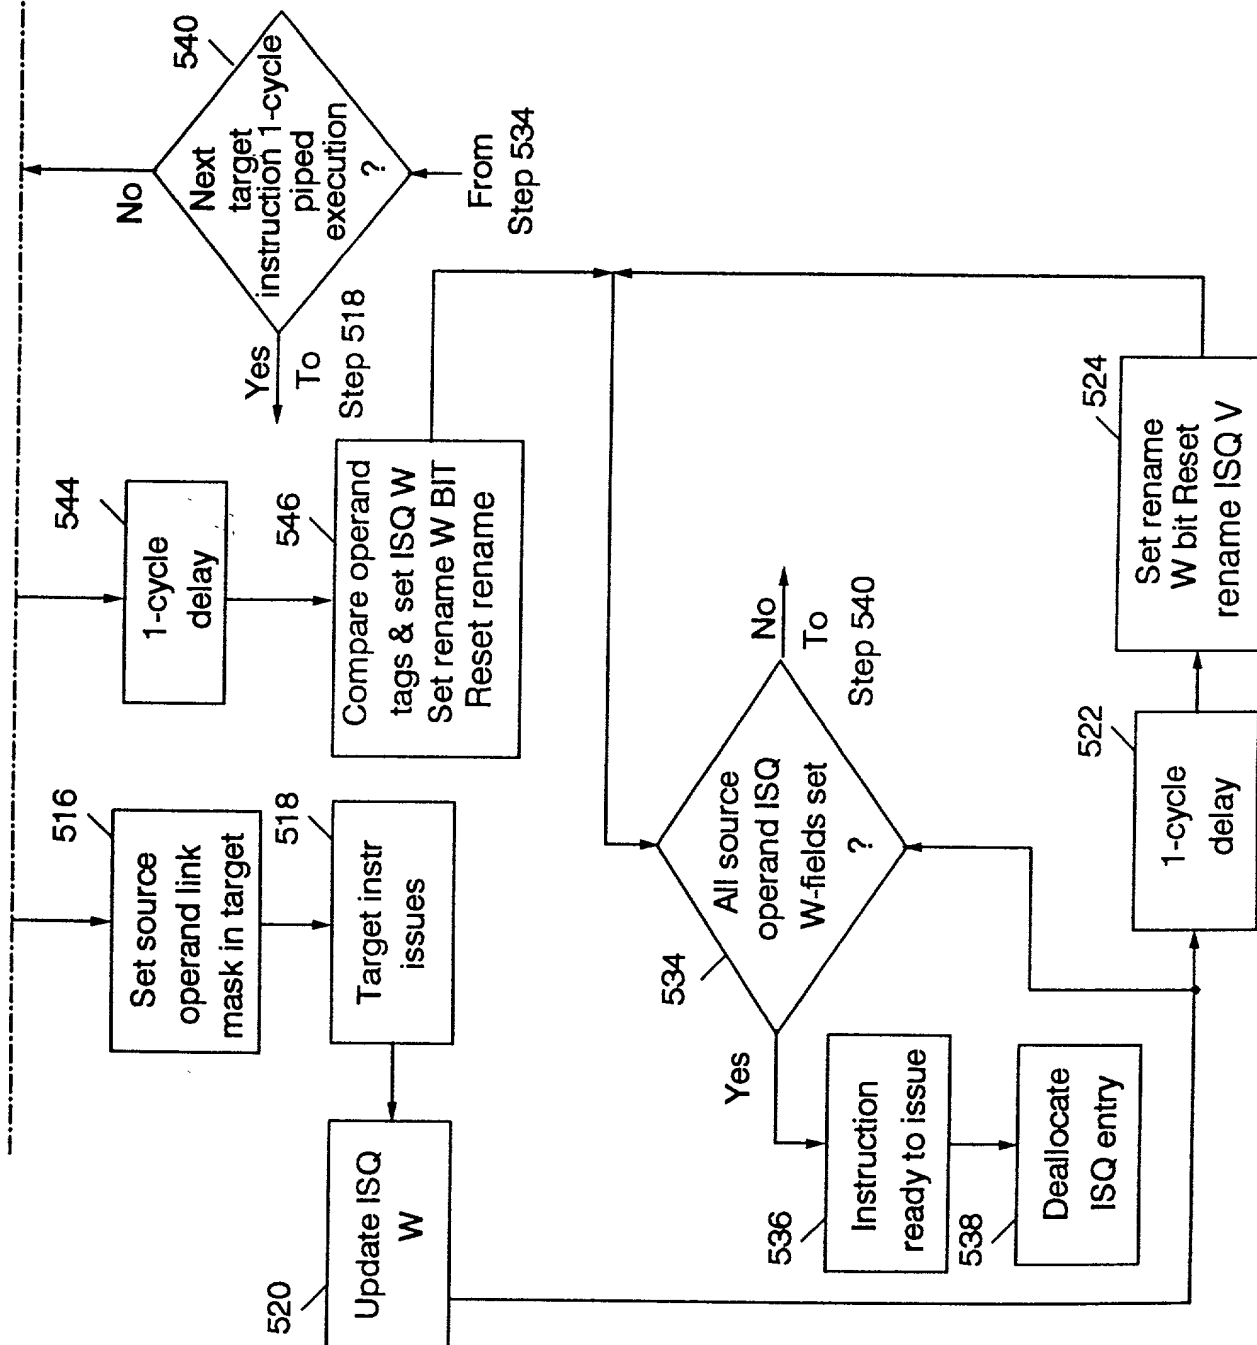 516
Set source
operand link
mask in target
518
Target instr
issues
520
Update ISQ
W
544
1-cycle
delay
546
Compare operand
tags & set ISQ W
Set rename W BIT
Reset rename
540
Next
target
instruction 1-cycle
piped
execution
?
No
Yes
To
Step 518
From
Step 534
534
All source
operand ISQ
W-fields set
?
No
To
Step 540
Yes
536
Instruction
ready to issue
538
Deallocate
ISQ entry
522
1-cycle
delay
524
Set rename
W bit Reset
rename ISQ V